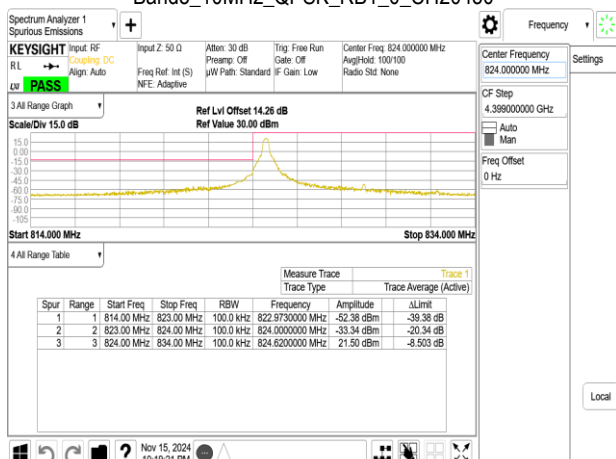 Spectrum Analyzer 1
Spurious Emissions
+
Frequency
KEYSIGHT
RL
PASS
Input: RF
Coupling: DC
Align: Auto
Input Z: 50 Ω
Freq Ref: Int (S)
NFE: Adaptive
Atten: 30 dB
Preamp: Off
µW Path: Standard
Trig: Free Run
Gate: Off
IF Gain: Low
Center Freq: 824.000000 MHz
Avg|Hold: 100/100
Radio Std: None
Center Frequency
824.000000 MHz
Settings
CF Step
4.399000000 GHz
Auto
Man
Freq Offset
0 Hz
3 All Range Graph
Scale/Div 15.0 dB
Ref Lvl Offset 14.26 dB
Ref Value 30.00 dBm
15.0
0.00
-15.0
-30.0
-45.0
-60.0
-75.0
-90.0
-105
Start 814.000 MHz
Stop 834.000 MHz
4 All Range Table
Measure Trace Trace 1
Trace Type Trace Average (Active)
Spur Range Start Freq Stop Freq RBW Frequency Amplitude ΔLimit
1 1 814.00 MHz 823.00 MHz 100.0 kHz 822.9730000 MHz -52.38 dBm -39.38 dB
2 2 823.00 MHz 824.00 MHz 100.0 kHz 824.0000000 MHz -33.34 dBm -20.34 dB
3 3 824.00 MHz 834.00 MHz 100.0 kHz 824.6200000 MHz 21.50 dBm -8.503 dB
Local
?
Nov 15, 2024